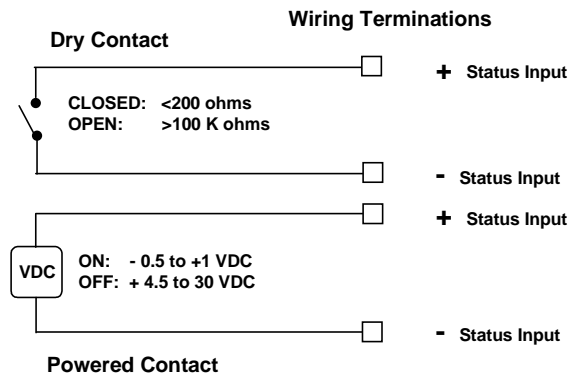 Wiring Terminations
Dry Contact
+ Status Input
CLOSED: <200 ohms
OPEN: >100 K ohms
- Status Input
+ Status Input
VDC
ON: - 0.5 to +1 VDC
OFF: + 4.5 to 30 VDC
- Status Input
Powered Contact